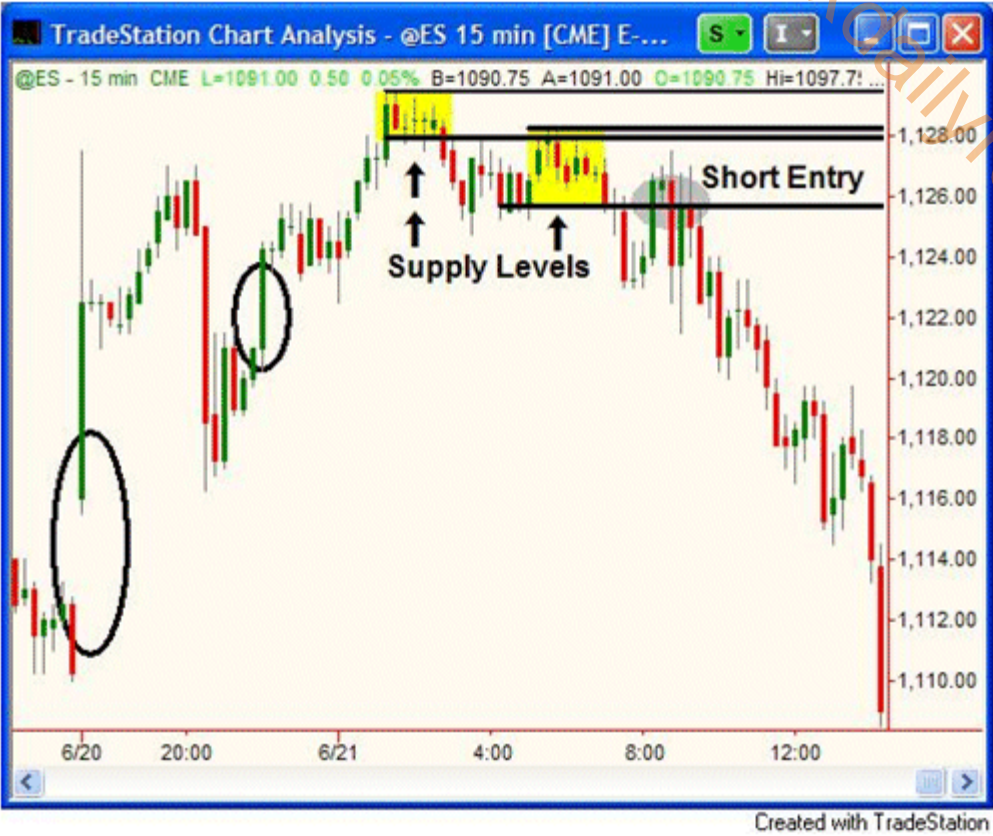 TradeStation Chart Analysis - @ES 15 min [CME] E-...
S
I
@ES - 15 min CME L=1091.00 0.50 0.05% B=1090.75 A=1091.00 O=1090.75 Hi=1097.7 ...
1,128.00
Short Entry
1,126.00
Supply Levels
1,124.00
1,122.00
1,120.00
1,118.00
1,116.00
1,114.00
1,112.00
1,110.00
6/20 20:00 6/21 4:00 8:00 12:00
Created with TradeStation